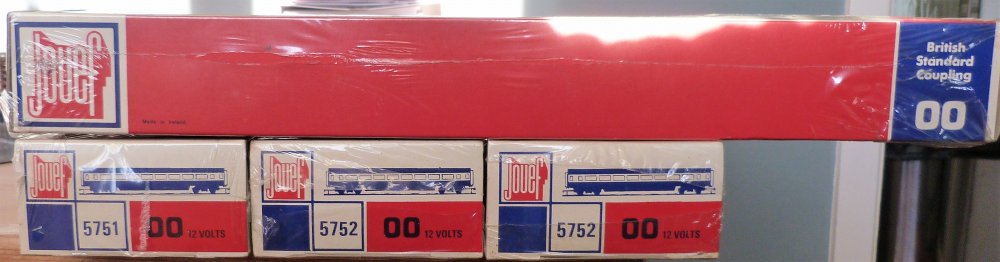 Jouef
Made in Ireland
British
Standard
Coupling
00
Jouef
5751
00 12 VOLTS
Jouef
5752
00 12 VOLTS
Jouef
5752
00 12 VOLTS